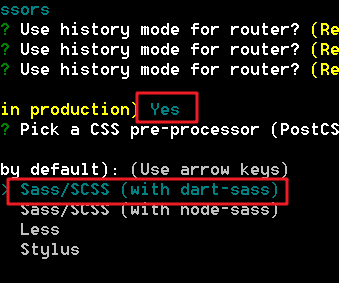 ssors
? Use history mode for router? (Re
? Use history mode for router? (Re
? Use history mode for router? (Re
in production) Yes
? Pick a CSS pre-processor (PostCS
by default): (Use arrow keys)
> Sass/SCSS (with dart-sass)
Sass/SCSS (with node-sass)
Less
Stylus